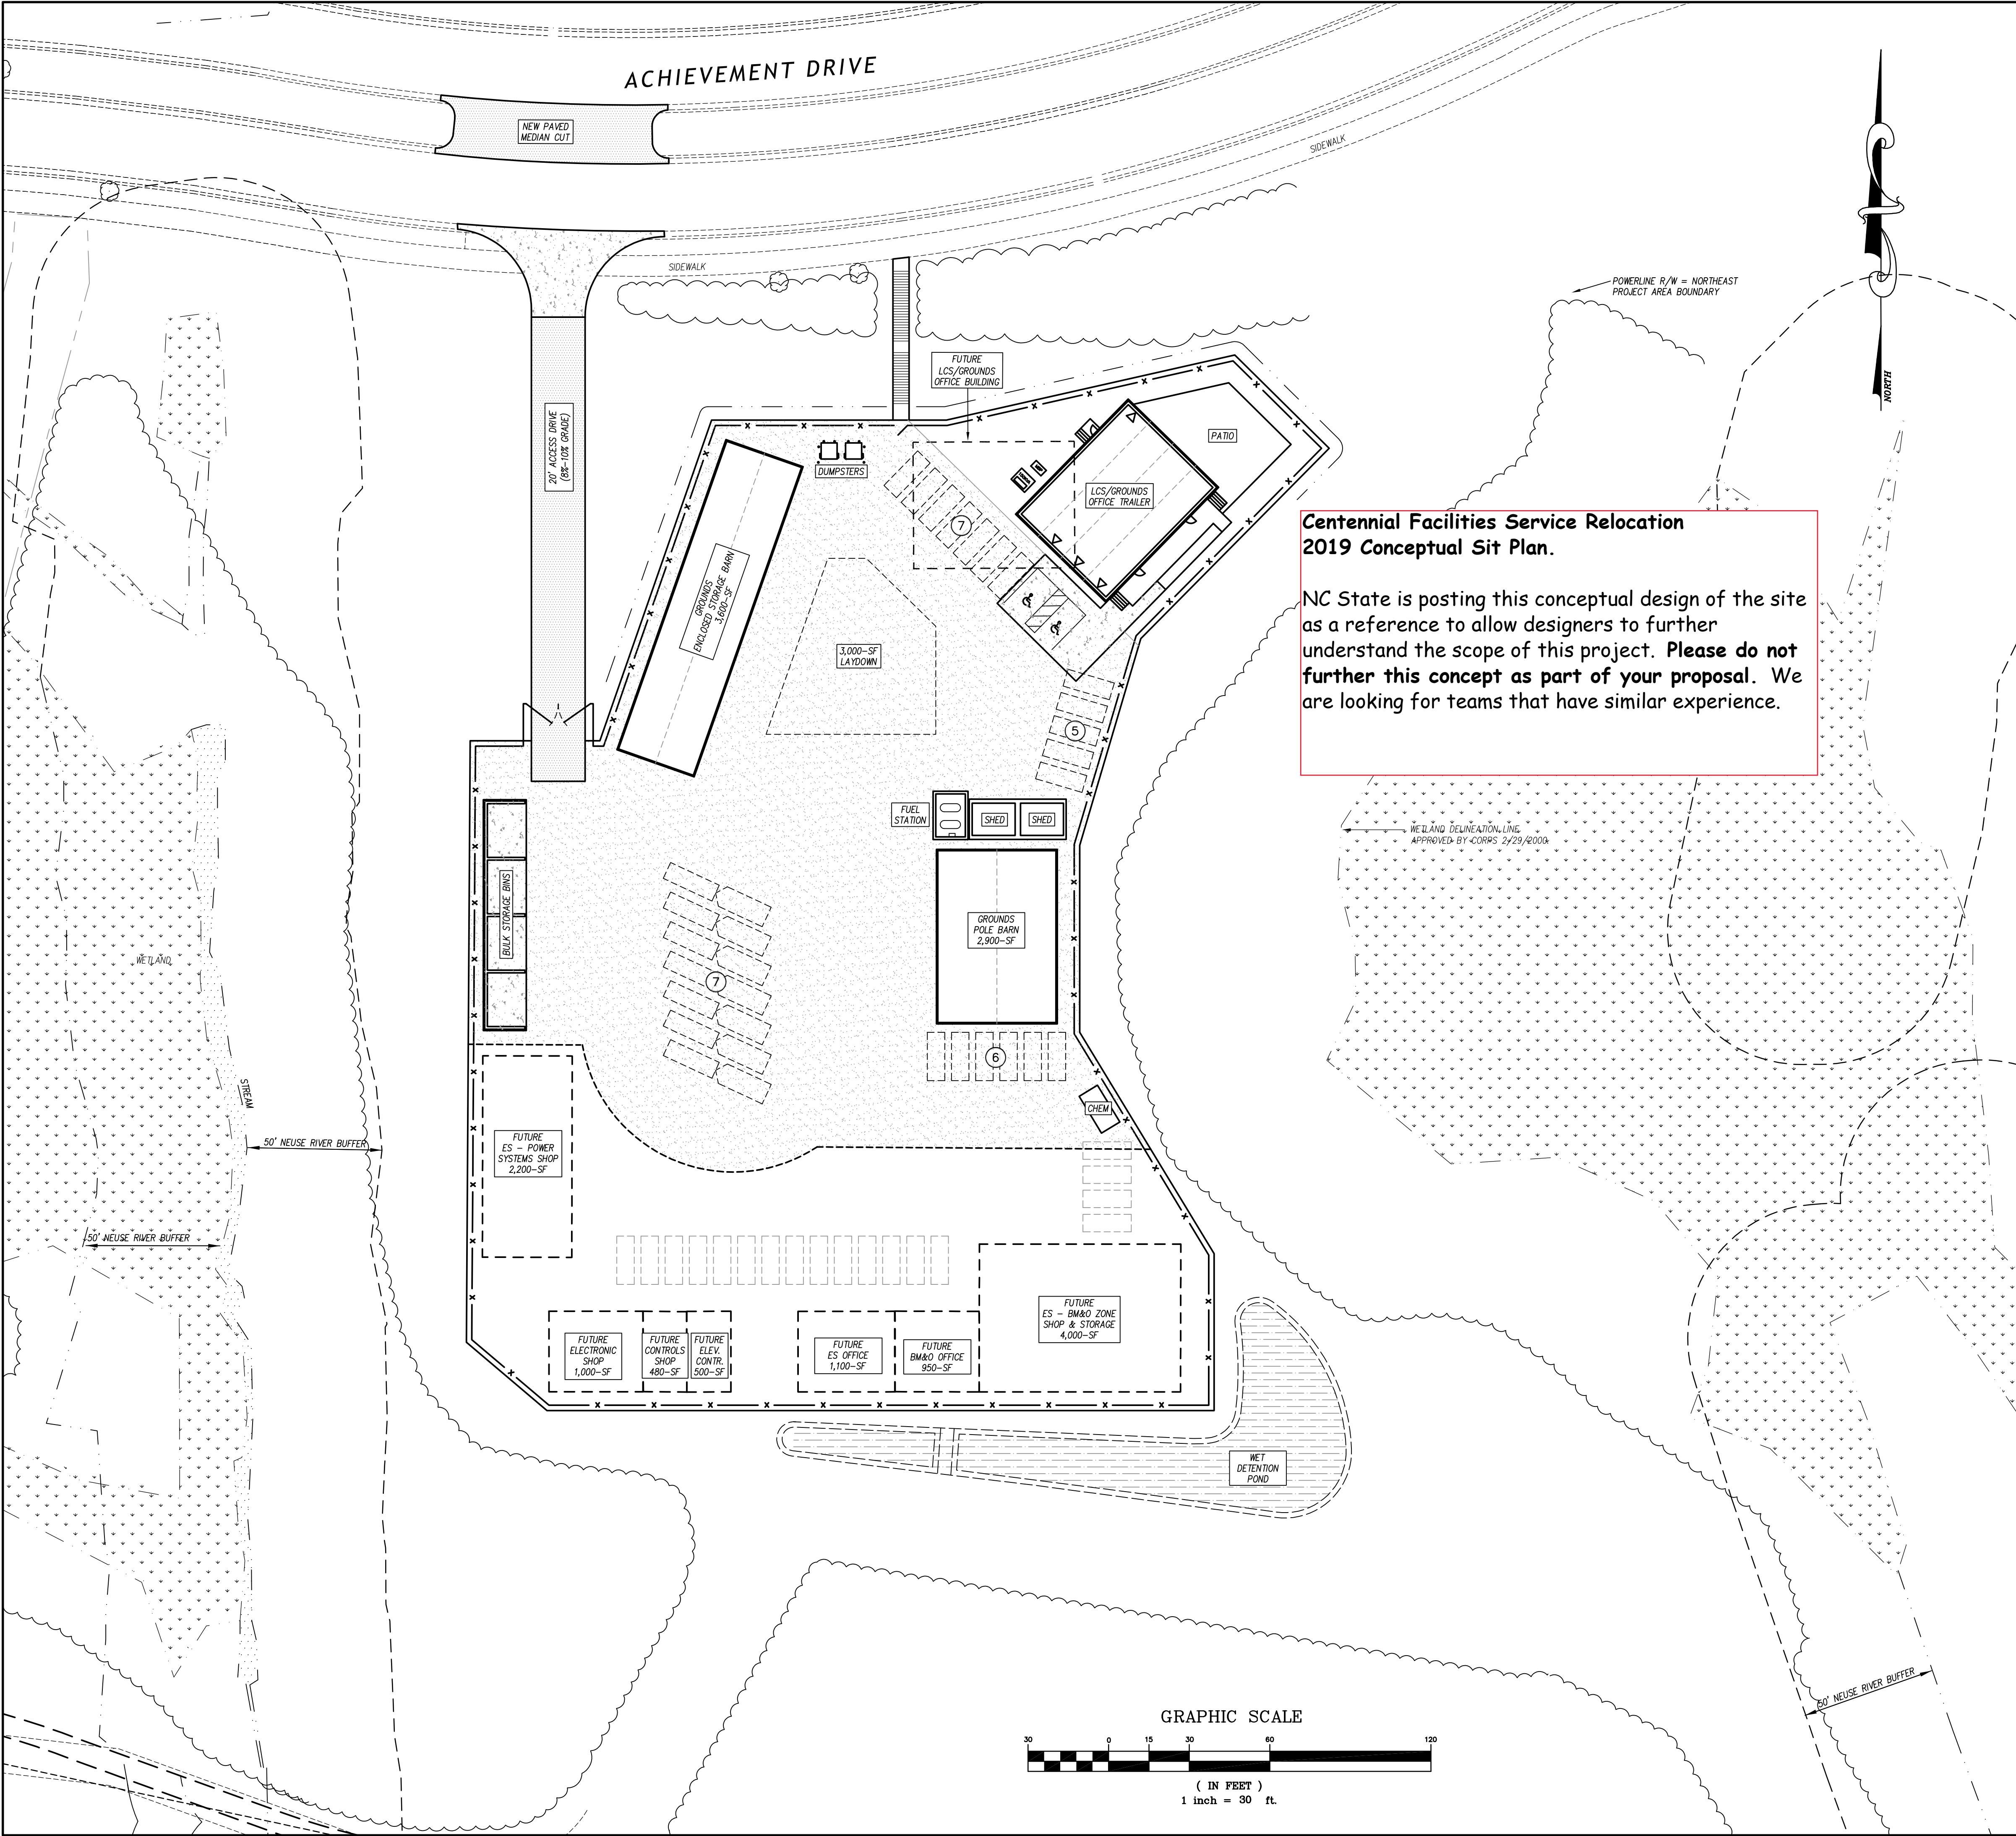 ACHIEVEMENT DRIVE
NEW PAVED
MEDIAN CUT
SIDEWALK
SIDEWALK
POWERLINE R/W = NORTHEAST
PROJECT AREA BOUNDARY
NORTH
FUTURE
LCS/GROUNDS
OFFICE BUILDING
20' ACCESS DRIVE
(8%-10% GRADE)
DUMPSTERS
PATIO
LCS/GROUNDS
OFFICE TRAILER
7
GROUNDS
ENCLOSED STORAGE BARN
3,600-SF
3,000-SF
LAYDOWN
5
Centennial Facilities Service Relocation
2019 Conceptual Sit Plan.
NC State is posting this conceptual design of the site
as a reference to allow designers to further
understand the scope of this project. Please do not
further this concept as part of your proposal. We
are looking for teams that have similar experience.
FUEL
STATION
SHED
SHED
WETLAND DELINEATION LINE
APPROVED BY CORPS 2/29/2000
BULK STORAGE BINS
GROUNDS
POLE BARN
2,900-SF
WETLAND
7
6
STREAM
CHEM
50' NEUSE RIVER BUFFER
FUTURE
ES - POWER
SYSTEMS SHOP
2,200-SF
50' NEUSE RIVER BUFFER
FUTURE
ELECTRONIC
SHOP
1,000-SF
FUTURE
CONTROLS
SHOP
480-SF
FUTURE
ELEV.
CONTR.
500-SF
FUTURE
ES OFFICE
1,100-SF
FUTURE
BM&O OFFICE
950-SF
FUTURE
ES - BM&O ZONE
SHOP & STORAGE
4,000-SF
WET
DETENTION
POND
50' NEUSE RIVER BUFFER
GRAPHIC SCALE
30 0 15 30 60 120
( IN FEET )
1 inch = 30 ft.